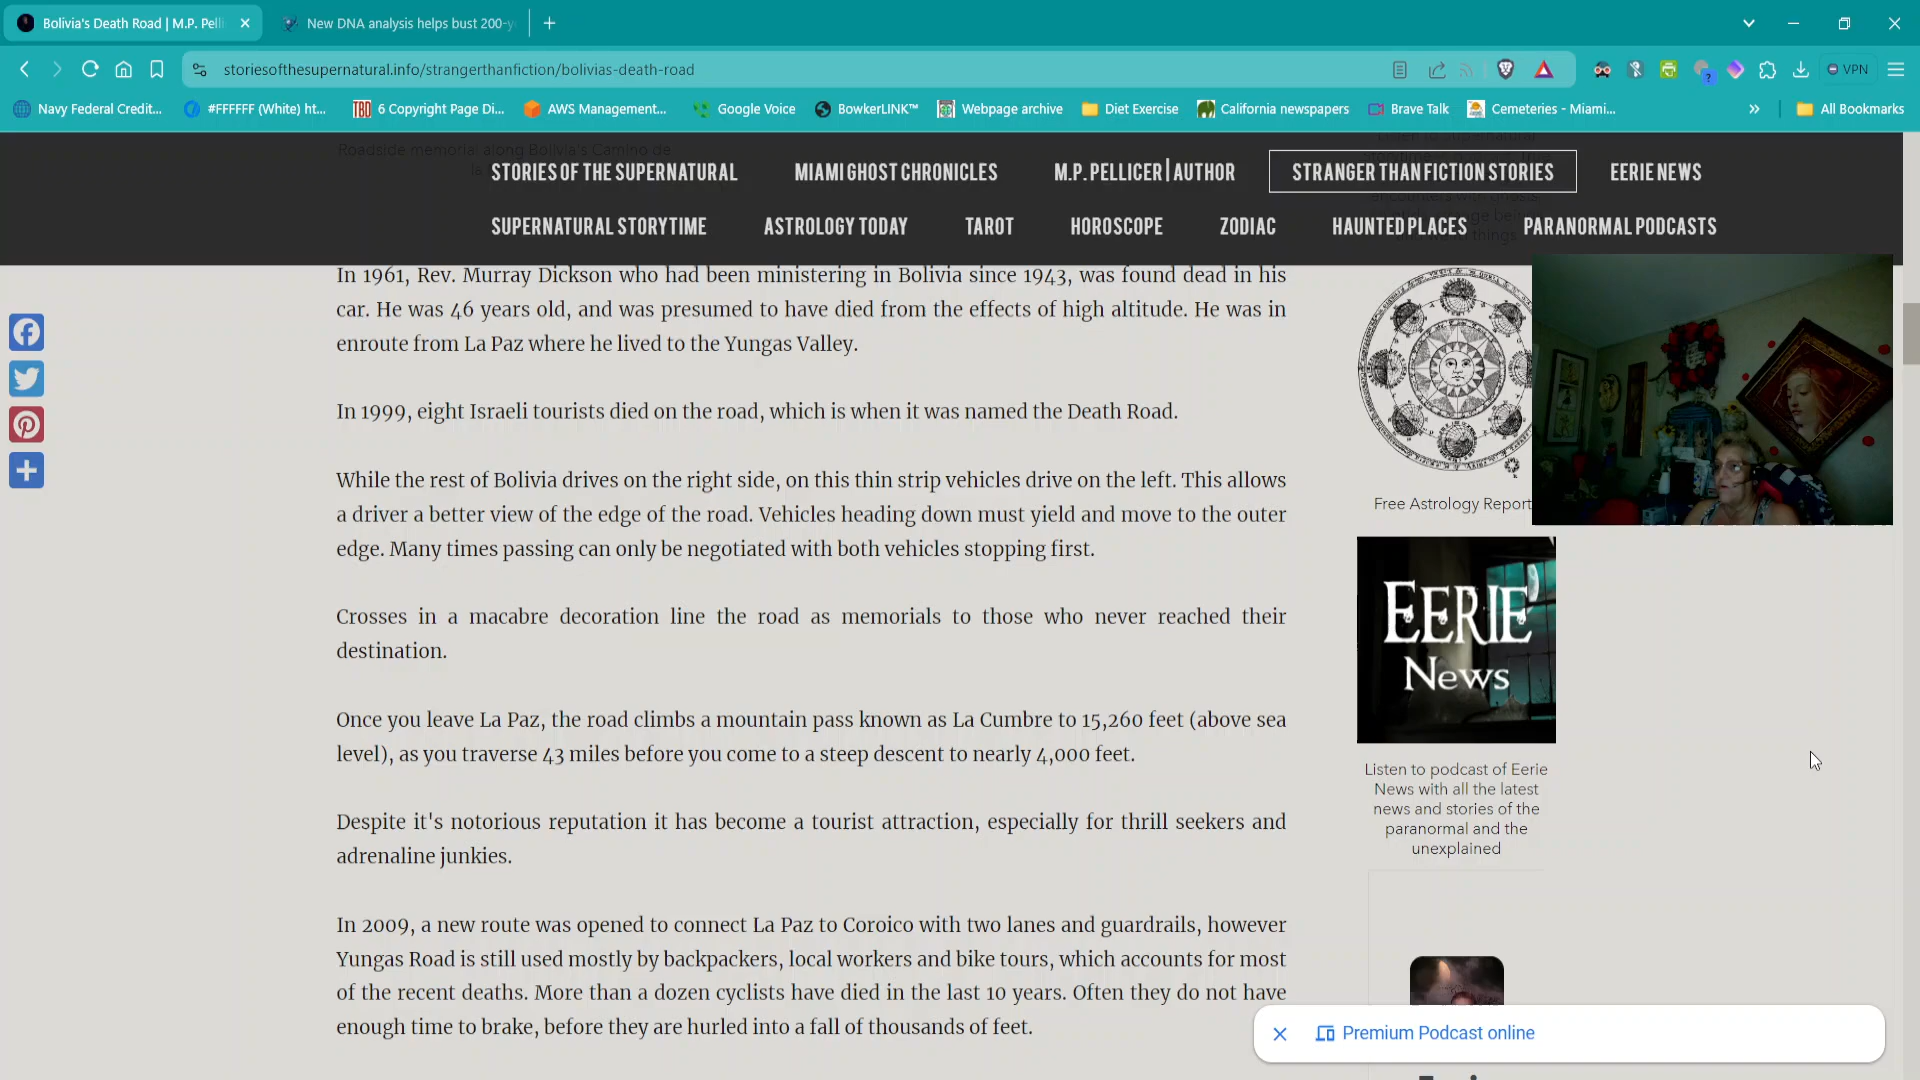 Bolivia's Death Road | M.P. Pelli
New DNA analysis helps bust 200-y
storiesofthesupernatural.info/strangerthanfiction/bolivias-death-road
VPN
Navy Federal Credit...
#FFFFFF (White) ht...
TBD
6 Copyright Page Di...
AWS Management...
Google Voice
BowkerLINK™
Webpage archive
Diet Exercise
California newspapers
Brave Talk
Cemeteries - Miami...
All Bookmarks
Roadside memorial along Bolivia's Camino de
STORIES OF THE SUPERNATURAL
MIAMI GHOST CHRONICLES
M.P. PELLICER | AUTHOR
STRANGER THAN FICTION STORIES
EERIE NEWS
SUPERNATURAL STORYTIME
ASTROLOGY TODAY
TAROT
HOROSCOPE
ZODIAC
HAUNTED PLACES
PARANORMAL PODCASTS
In 1961, Rev. Murray Dickson who had been ministering in Bolivia since 1943, was found dead in his
car. He was 46 years old, and was presumed to have died from the effects of high altitude. He was in
enroute from La Paz where he lived to the Yungas Valley.
In 1999, eight Israeli tourists died on the road, which is when it was named the Death Road.
While the rest of Bolivia drives on the right side, on this thin strip vehicles drive on the left. This allows
a driver a better view of the edge of the road. Vehicles heading down must yield and move to the outer
edge. Many times passing can only be negotiated with both vehicles stopping first.
Crosses in a macabre decoration line the road as memorials to those who never reached their
destination.
Once you leave La Paz, the road climbs a mountain pass known as La Cumbre to 15,260 feet (above sea
level), as you traverse 43 miles before you come to a steep descent to nearly 4,000 feet.
Despite it's notorious reputation it has become a tourist attraction, especially for thrill seekers and
adrenaline junkies.
In 2009, a new route was opened to connect La Paz to Coroico with two lanes and guardrails, however
Yungas Road is still used mostly by backpackers, local workers and bike tours, which accounts for most
of the recent deaths. More than a dozen cyclists have died in the last 10 years. Often they do not have
enough time to brake, before they are hurled into a fall of thousands of feet.
Free Astrology Report
EERIE
News
Listen to podcast of Eerie
News with all the latest
news and stories of the
paranormal and the
unexplained
Premium Podcast online